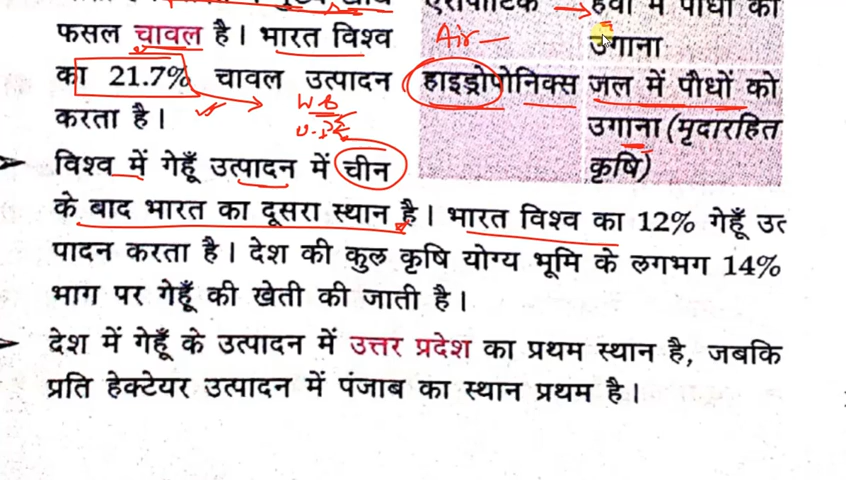 फसल चावल है। भारत विश्व
का 21.7% चावल उत्पादन
करता है।
एरोपोटिक हवा में पौधों को
Air – उगाना
हाइड्रोपोनिक्स जल में पौधों को
उगाना (मृदारहित
कृषि)
W B
U.P
विश्व में गेहूँ उत्पादन में चीन
के बाद भारत का दूसरा स्थान है। भारत विश्व का 12% गेहूँ उत
पादन करता है। देश की कुल कृषि योग्य भूमि के लगभग 14%
भाग पर गेहूँ की खेती की जाती है।
देश में गेहूँ के उत्पादन में उत्तर प्रदेश का प्रथम स्थान है, जबकि
प्रति हेक्टेयर उत्पादन में पंजाब का स्थान प्रथम है।